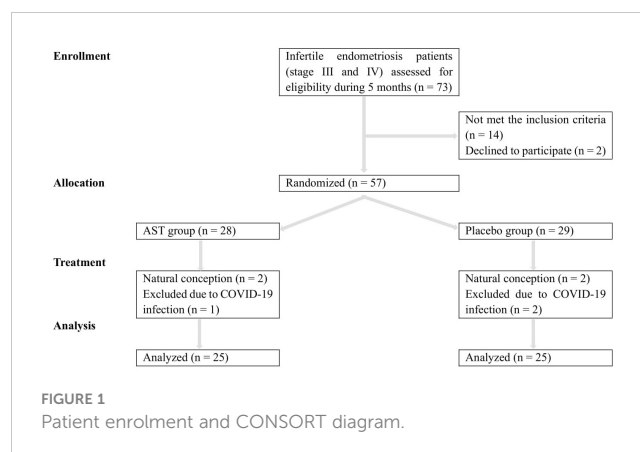 Enrollment
Infertile endometriosis patients
(stage III and IV) assessed for
eligibility during 5 months (n = 73)
Not met the inclusion criteria
(n = 14)
Declined to participate (n = 2)
Allocation
Randomized (n = 57)
AST group (n = 28)
Placebo group (n = 29)
Treatment
Natural conception (n = 2)
Excluded due to COVID-19
infection (n = 1)
Natural conception (n = 2)
Excluded due to COVID-19
infection (n = 2)
Analysis
Analyzed (n = 25)
Analyzed (n = 25)
FIGURE 1
Patient enrolment and CONSORT diagram.